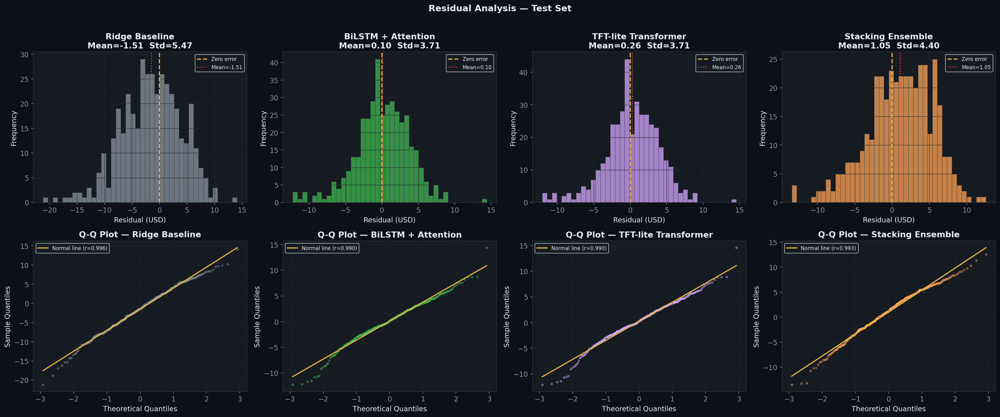 Residual Analysis — Test Set
Ridge Baseline
Mean=-1.51  Std=5.47
Frequency
30
25
20
15
10
5
0
Zero error
Mean=-1.51
−20 −15 −10 −5 0 5 10 15
Residual (USD)
BiLSTM + Attention
Mean=0.10  Std=3.71
Frequency
40
35
30
25
20
15
10
5
0
Zero error
Mean=0.10
−10 −5 0 5 10 15
Residual (USD)
TFT-lite Transformer
Mean=0.26  Std=3.71
Frequency
40
30
20
10
0
Zero error
Mean=0.26
−10 −5 0 5 10 15
Residual (USD)
Stacking Ensemble
Mean=1.05  Std=4.40
Frequency
25
20
15
10
5
0
Zero error
Mean=1.05
−10 −5 0 5 10
Residual (USD)
Q-Q Plot — Ridge Baseline
Sample Quantiles
15
10
5
0
−5
−10
−15
−20
Normal line (r=0.996)
−3 −2 −1 0 1 2 3
Theoretical Quantiles
Q-Q Plot — BiLSTM + Attention
Sample Quantiles
15
10
5
0
−5
−10
Normal line (r=0.990)
−3 −2 −1 0 1 2 3
Theoretical Quantiles
Q-Q Plot — TFT-lite Transformer
Sample Quantiles
15
10
5
0
−5
−10
Normal line (r=0.990)
−3 −2 −1 0 1 2 3
Theoretical Quantiles
Q-Q Plot — Stacking Ensemble
Sample Quantiles
15
10
5
0
−5
−10
Normal line (r=0.993)
−3 −2 −1 0 1 2 3
Theoretical Quantiles